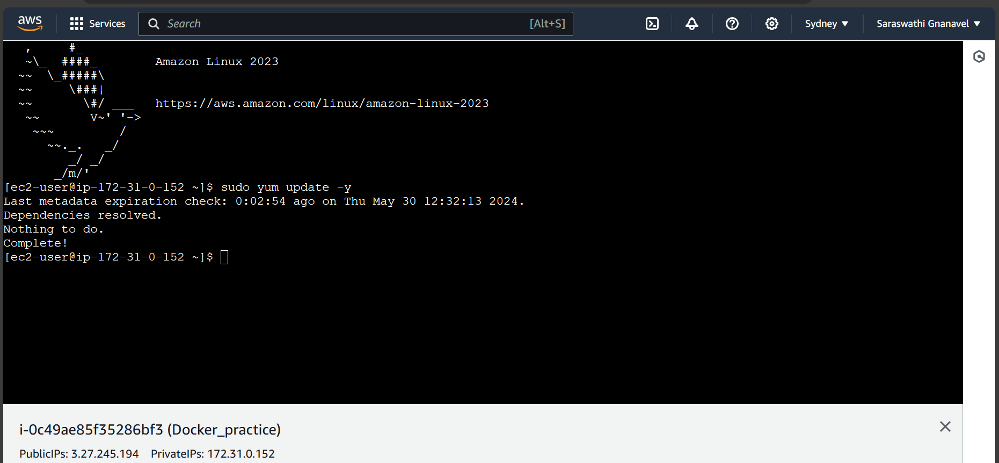 aws Services Search [Alt+S] Sydney ▼ Saraswathi Gnanavel ▼
   ,     #_
   ~\_  ####_        Amazon Linux 2023
  ~~  \_#####\
  ~~     \###|
  ~~       \#/ ___   https://aws.amazon.com/linux/amazon-linux-2023
   ~~       V~' '->
    ~~~         /
      ~~._.   _/
         _/ _/
       _/m/'
[ec2-user@ip-172-31-0-152 ~]$ sudo yum update -y
Last metadata expiration check: 0:02:54 ago on Thu May 30 12:32:13 2024.
Dependencies resolved.
Nothing to do.
Complete!
[ec2-user@ip-172-31-0-152 ~]$
i-0c49ae85f35286bf3 (Docker_practice)
PublicIPs: 3.27.245.194 PrivateIPs: 172.31.0.152